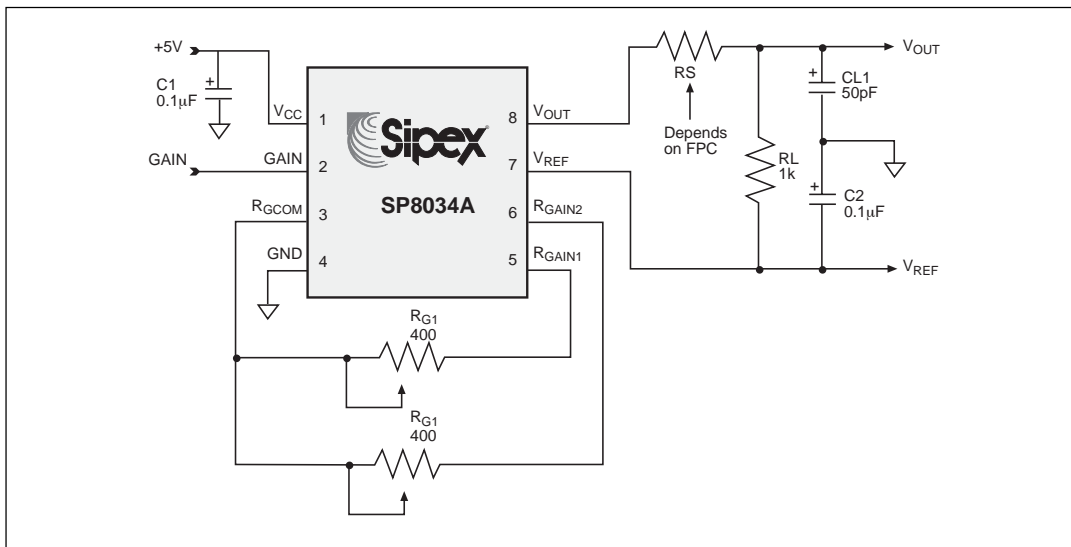 +5V
C1
0.1µF
GAIN
VCC
GAIN
RGCOM
GND
1
2
3
4
Sipex®
SP8034A
8
7
6
5
VOUT
VREF
RGAIN2
RGAIN1
RS
Depends
on FPC
RL
1k
CL1
50pF
C2
0.1µF
VOUT
VREF
RG1
400
RG1
400
+
+
+